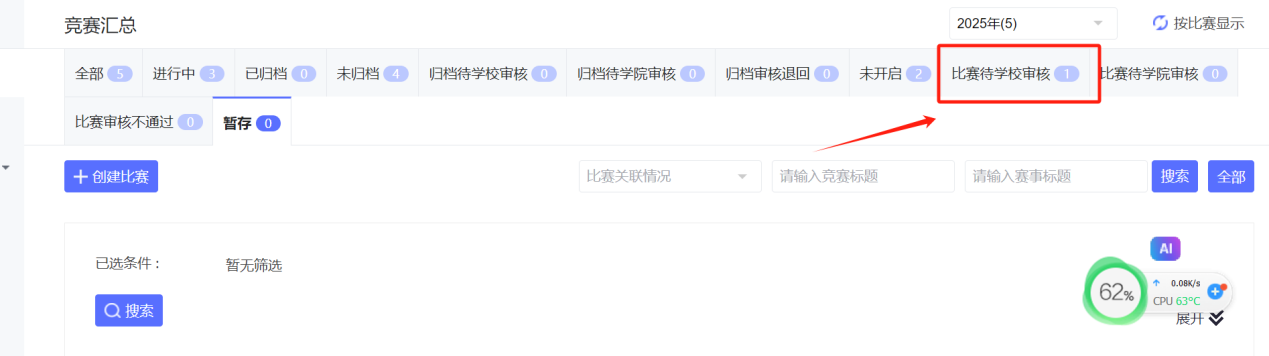 竞赛汇总
2025年(5)
按比赛显示
全部 5 进行中 3 已归档 0 未归档 4 归档待学校审核 0 归档待学院审核 0 归档审核退回 0 未开启 2 比赛待学校审核 1 比赛待学院审核 0
比赛审核不通过 0 暂存 0
创建比赛
比赛关联情况 请输入竞赛标题 请输入赛事标题 搜索 全部
AI
已选条件： 暂无筛选
62%
0.08K/s
CPU 63℃
搜索
展开